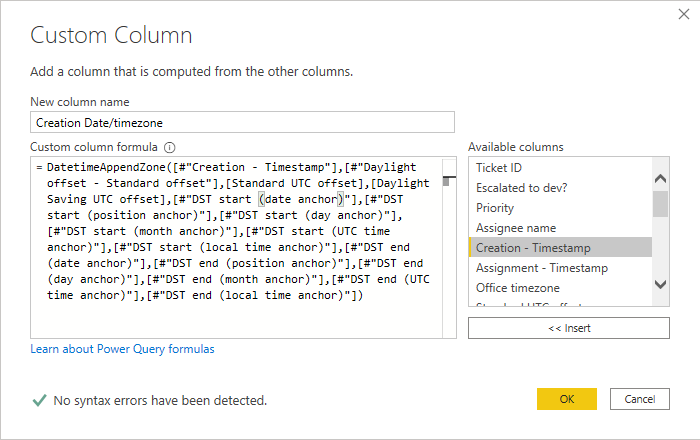 Custom Column
Add a column that is computed from the other columns.
New column name
Creation Date/timezone
Custom column formula
= DatetimeAppendZone([#"Creation - Timestamp"],[#"Daylight
offset - Standard offset"],[Standard UTC offset],[Daylight
Saving UTC offset],[#"DST start (date anchor)"],[#"DST
start (position anchor)"],[#"DST start (day anchor)"],
[#"DST start (month anchor)"],[#"DST start (UTC time
anchor)"],[#"DST start (local time anchor)"],[#"DST end
(date anchor)"],[#"DST end (position anchor)"],[#"DST end
(day anchor)"],[#"DST end (month anchor)"],[#"DST end (UTC
time anchor)"],[#"DST end (local time anchor)"])
Available columns
Ticket ID
Escalated to dev?
Priority
Assignee name
Creation - Timestamp
Assignment - Timestamp
Office timezone
Standard UTC offset
<< Insert
Learn about Power Query formulas
No syntax errors have been detected.
OK
Cancel